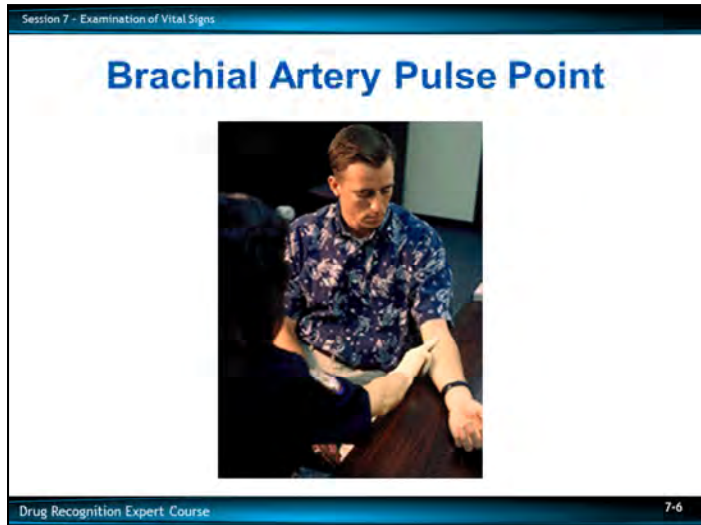 Session 7 - Examination of Vital Signs
Brachial Artery Pulse Point
Drug Recognition Expert Course
7-6